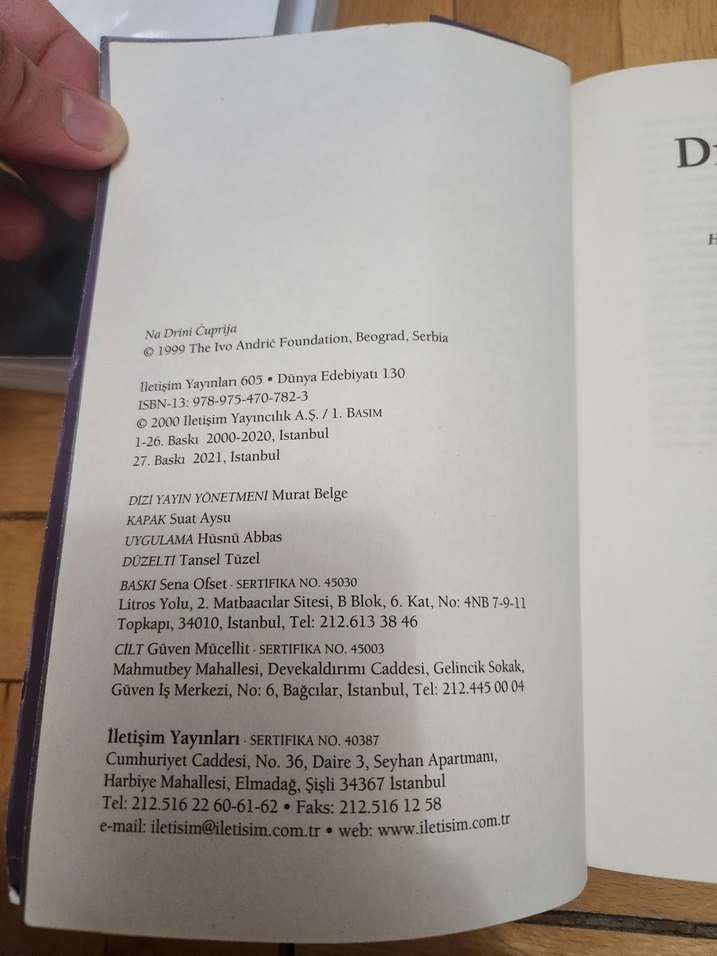 Na Drini Ćuprija
© 1999 The Ivo Andrić Foundation, Beograd, Serbia
İletişim Yayınları 605 • Dünya Edebiyatı 130
ISBN-13: 978-975-470-782-3
© 2000 İletişim Yayıncılık A.Ş. / 1. BASIM
1-26. Baskı 2000-2020, İstanbul
27. Baskı 2021, İstanbul
DİZİ YAYIN YÖNETMENİ Murat Belge
KAPAK Suat Aysu
UYGULAMA Hüsnü Abbas
DÜZELTİ Tansel Tüzel
BASKI Sena Ofset · SERTİFİKA NO. 45030
Litros Yolu, 2. Matbaacılar Sitesi, B Blok, 6. Kat, No: 4NB 7-9-11
Topkapı, 34010, İstanbul, Tel: 212.613 38 46
CİLT Güven Mücellit · SERTİFİKA NO. 45003
Mahmutbey Mahallesi, Devekaldırımı Caddesi, Gelincik Sokak,
Güven İş Merkezi, No: 6, Bağcılar, İstanbul, Tel: 212.445 00 04
İletişim Yayınları · SERTİFİKA NO. 40387
Cumhuriyet Caddesi, No. 36, Daire 3, Seyhan Apartmanı,
Harbiye Mahallesi, Elmadağ, Şişli 34367 İstanbul
Tel: 212.516 22 60-61-62 • Faks: 212.516 12 58
e-mail: iletisim@iletisim.com.tr • web: www.iletisim.com.tr